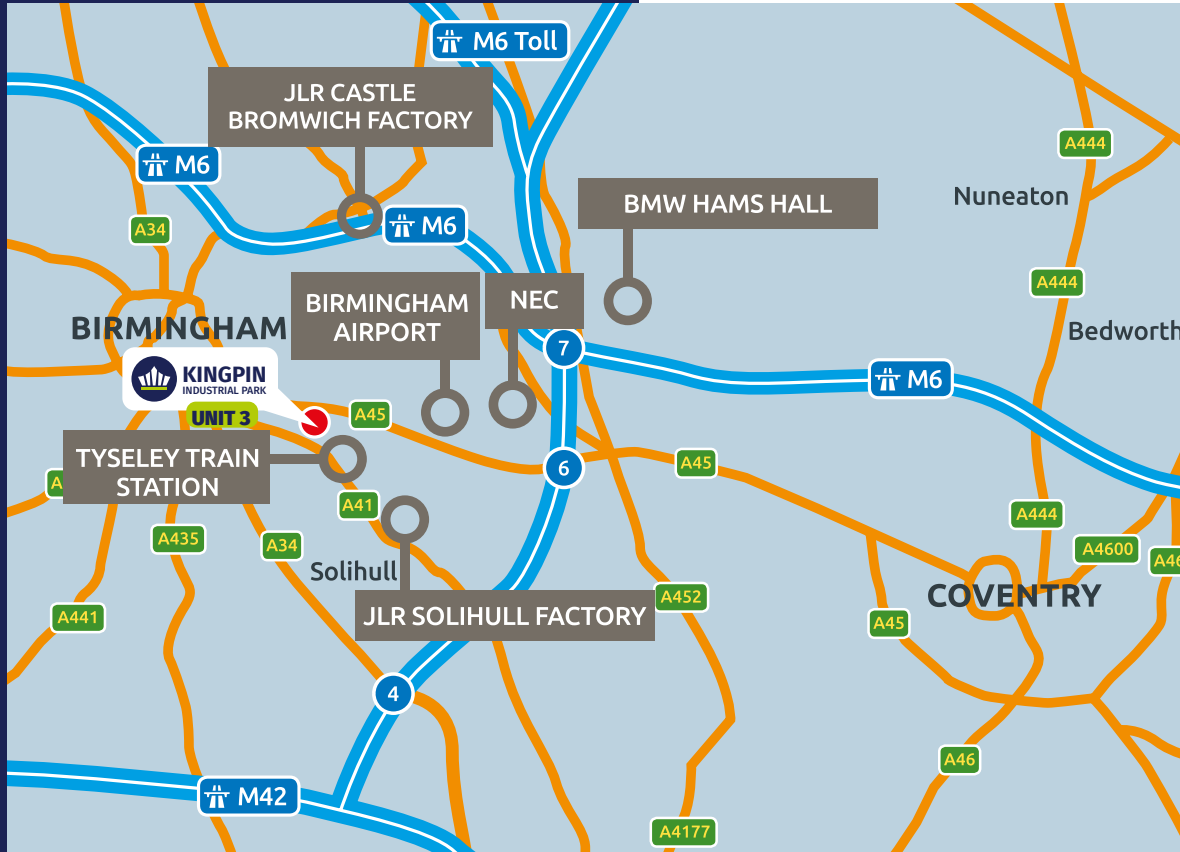 M6 Toll
JLR CASTLE
BROMWICH FACTORY
M6
A444
BMW HAMS HALL
Nuneaton
A34
M6
A444
BIRMINGHAM
AIRPORT
NEC
BIRMINGHAM
Bedworth
7
KINGPIN
INDUSTRIAL PARK
UNIT 3
M6
A45
TYSELEY TRAIN
STATION
6
A45
A41
A444
A435
A34
A4600
Solihull
COVENTRY
A452
A441
JLR SOLIHULL FACTORY
A45
4
A46
M42
A4177